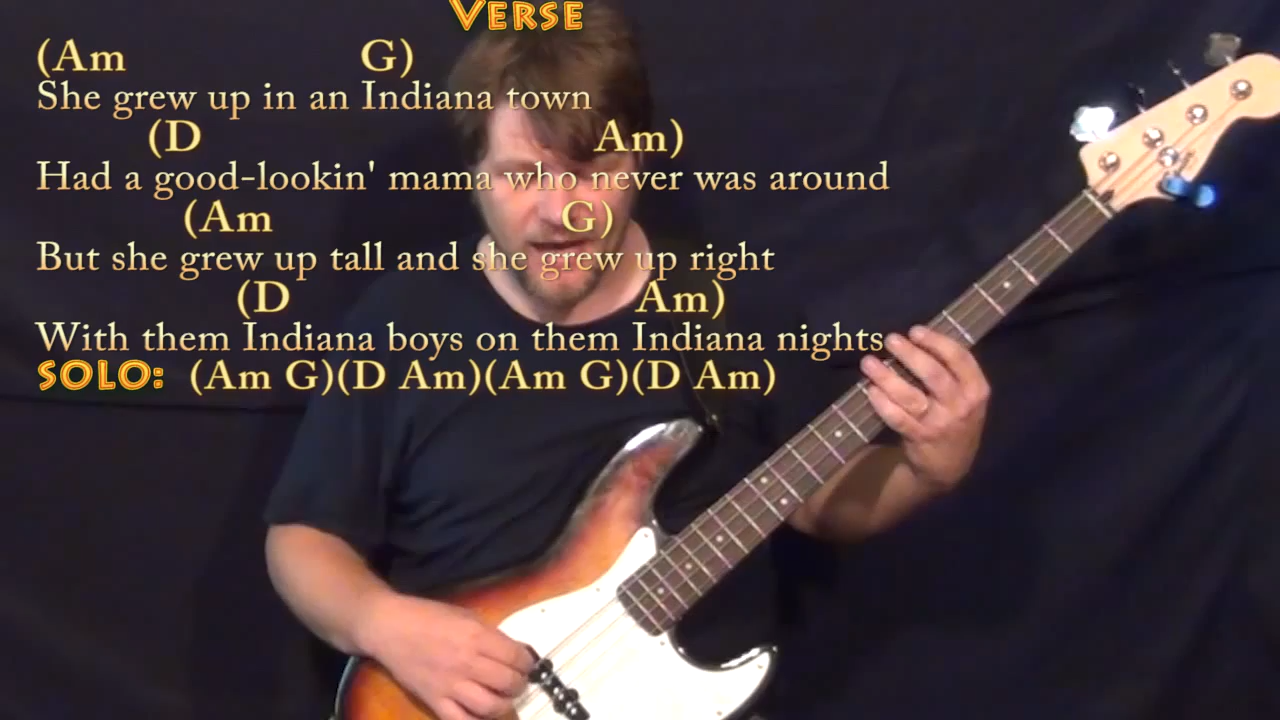 VERSE
(Am G)
She grew up in an Indiana town
(D Am)
Had a good-lookin' mama who never was around
(Am G)
But she grew up tall and she grew up right
(D Am)
With them Indiana boys on them Indiana nights
SOLO: (Am G)(D Am)(Am G)(D Am)